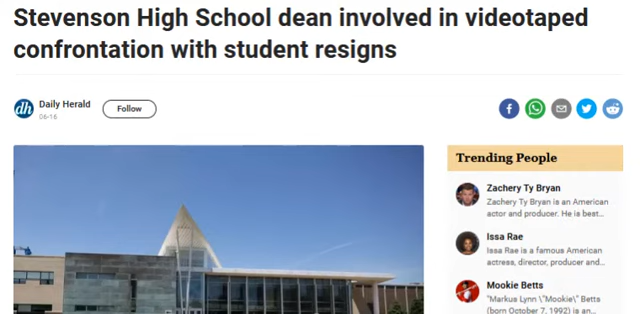 Stevenson High School dean involved in videotaped
confrontation with student resigns
dh
Daily Herald
06-16
Follow
Trending People
Zachery Ty Bryan
Zachery Ty Bryan is an American
actor and producer. He is best...
Issa Rae
Issa Rae is a famous American
actress, director, producer and...
Mookie Betts
"Markus Lynn \"Mookie\" Betts
(born October 7, 1992) is an...